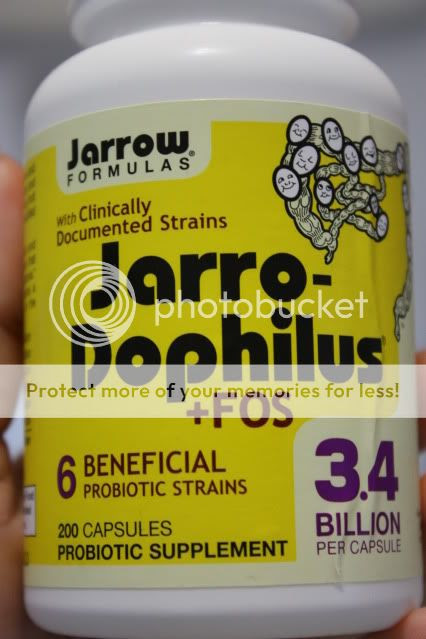 Jarrow®
FORMULAS
With Clinically
Documented Strains
Jarro-
photobucket
Dophilus®
Protect more of your memories for less!
+FOS
6 BENEFICIAL
PROBIOTIC STRAINS
3.4
BILLION
PER CAPSULE
200 CAPSULES
PROBIOTIC SUPPLEMENT